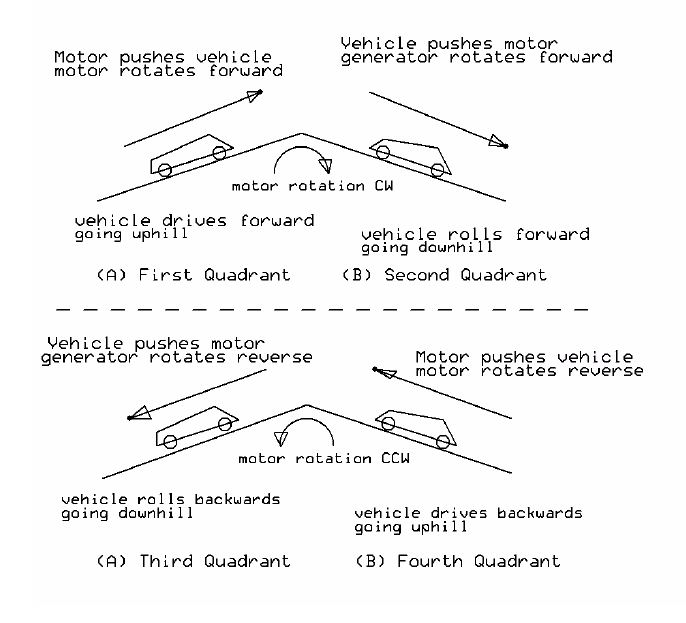 Motor pushes vehicle
motor rotates forward
Vehicle pushes motor
generator rotates forward
motor rotation CW
vehicle drives forward
going uphill
vehicle rolls forward
going downhill
(A) First Quadrant
(B) Second Quadrant
Vehicle pushes motor
generator rotates reverse
Motor pushes vehicle
motor rotates reverse
motor rotation CCW
vehicle rolls backwards
going downhill
vehicle drives backwards
going uphill
(A) Third Quadrant
(B) Fourth Quadrant